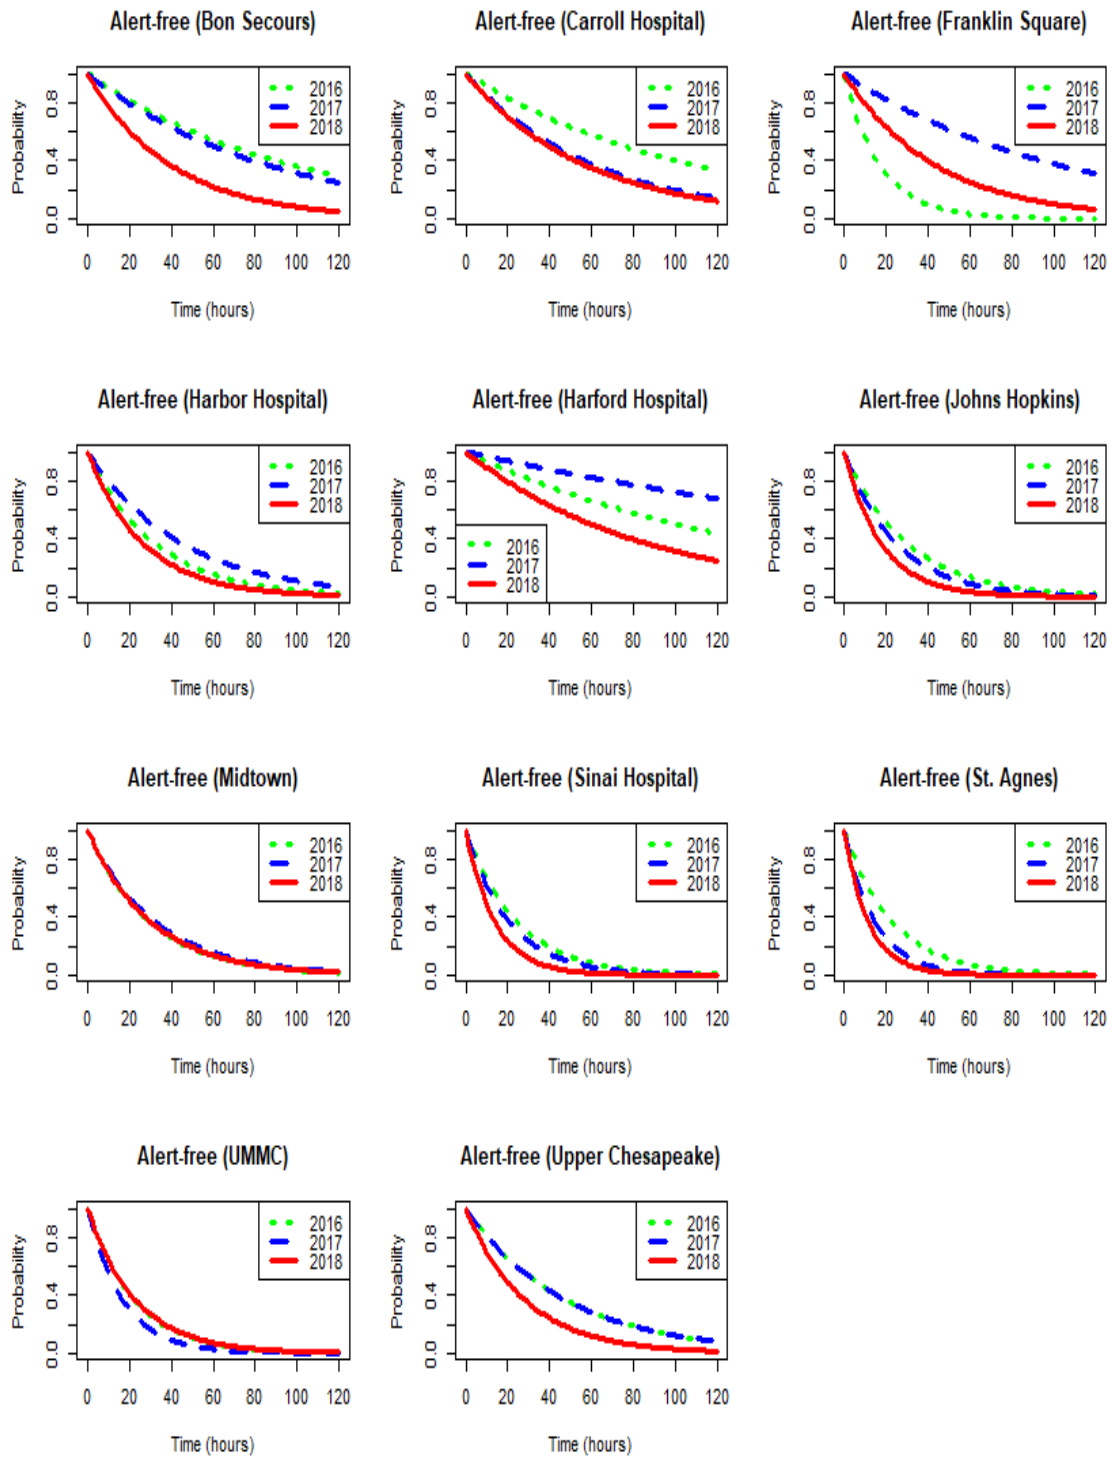 Alert-free (Bon Secours)
Probability
0.0 0.4 0.8
2016
2017
2018
0 20 40 60 80 100 120
Time (hours)
Alert-free (Carroll Hospital)
Probability
0.0 0.4 0.8
2016
2017
2018
0 20 40 60 80 100 120
Time (hours)
Alert-free (Franklin Square)
Probability
0.0 0.4 0.8
2016
2017
2018
0 20 40 60 80 100 120
Time (hours)
Alert-free (Harbor Hospital)
Probability
0.0 0.4 0.8
2016
2017
2018
0 20 40 60 80 100 120
Time (hours)
Alert-free (Harford Hospital)
Probability
0.0 0.4 0.8
2016
2017
2018
0 20 40 60 80 100 120
Time (hours)
Alert-free (Johns Hopkins)
Probability
0.0 0.4 0.8
2016
2017
2018
0 20 40 60 80 100 120
Time (hours)
Alert-free (Midtown)
Probability
0.0 0.4 0.8
2016
2017
2018
0 20 40 60 80 100 120
Time (hours)
Alert-free (Sinai Hospital)
Probability
0.0 0.4 0.8
2016
2017
2018
0 20 40 60 80 100 120
Time (hours)
Alert-free (St. Agnes)
Probability
0.0 0.4 0.8
2016
2017
2018
0 20 40 60 80 100 120
Time (hours)
Alert-free (UMMC)
Probability
0.0 0.4 0.8
2016
2017
2018
0 20 40 60 80 100 120
Time (hours)
Alert-free (Upper Chesapeake)
Probability
0.0 0.4 0.8
2016
2017
2018
0 20 40 60 80 100 120
Time (hours)